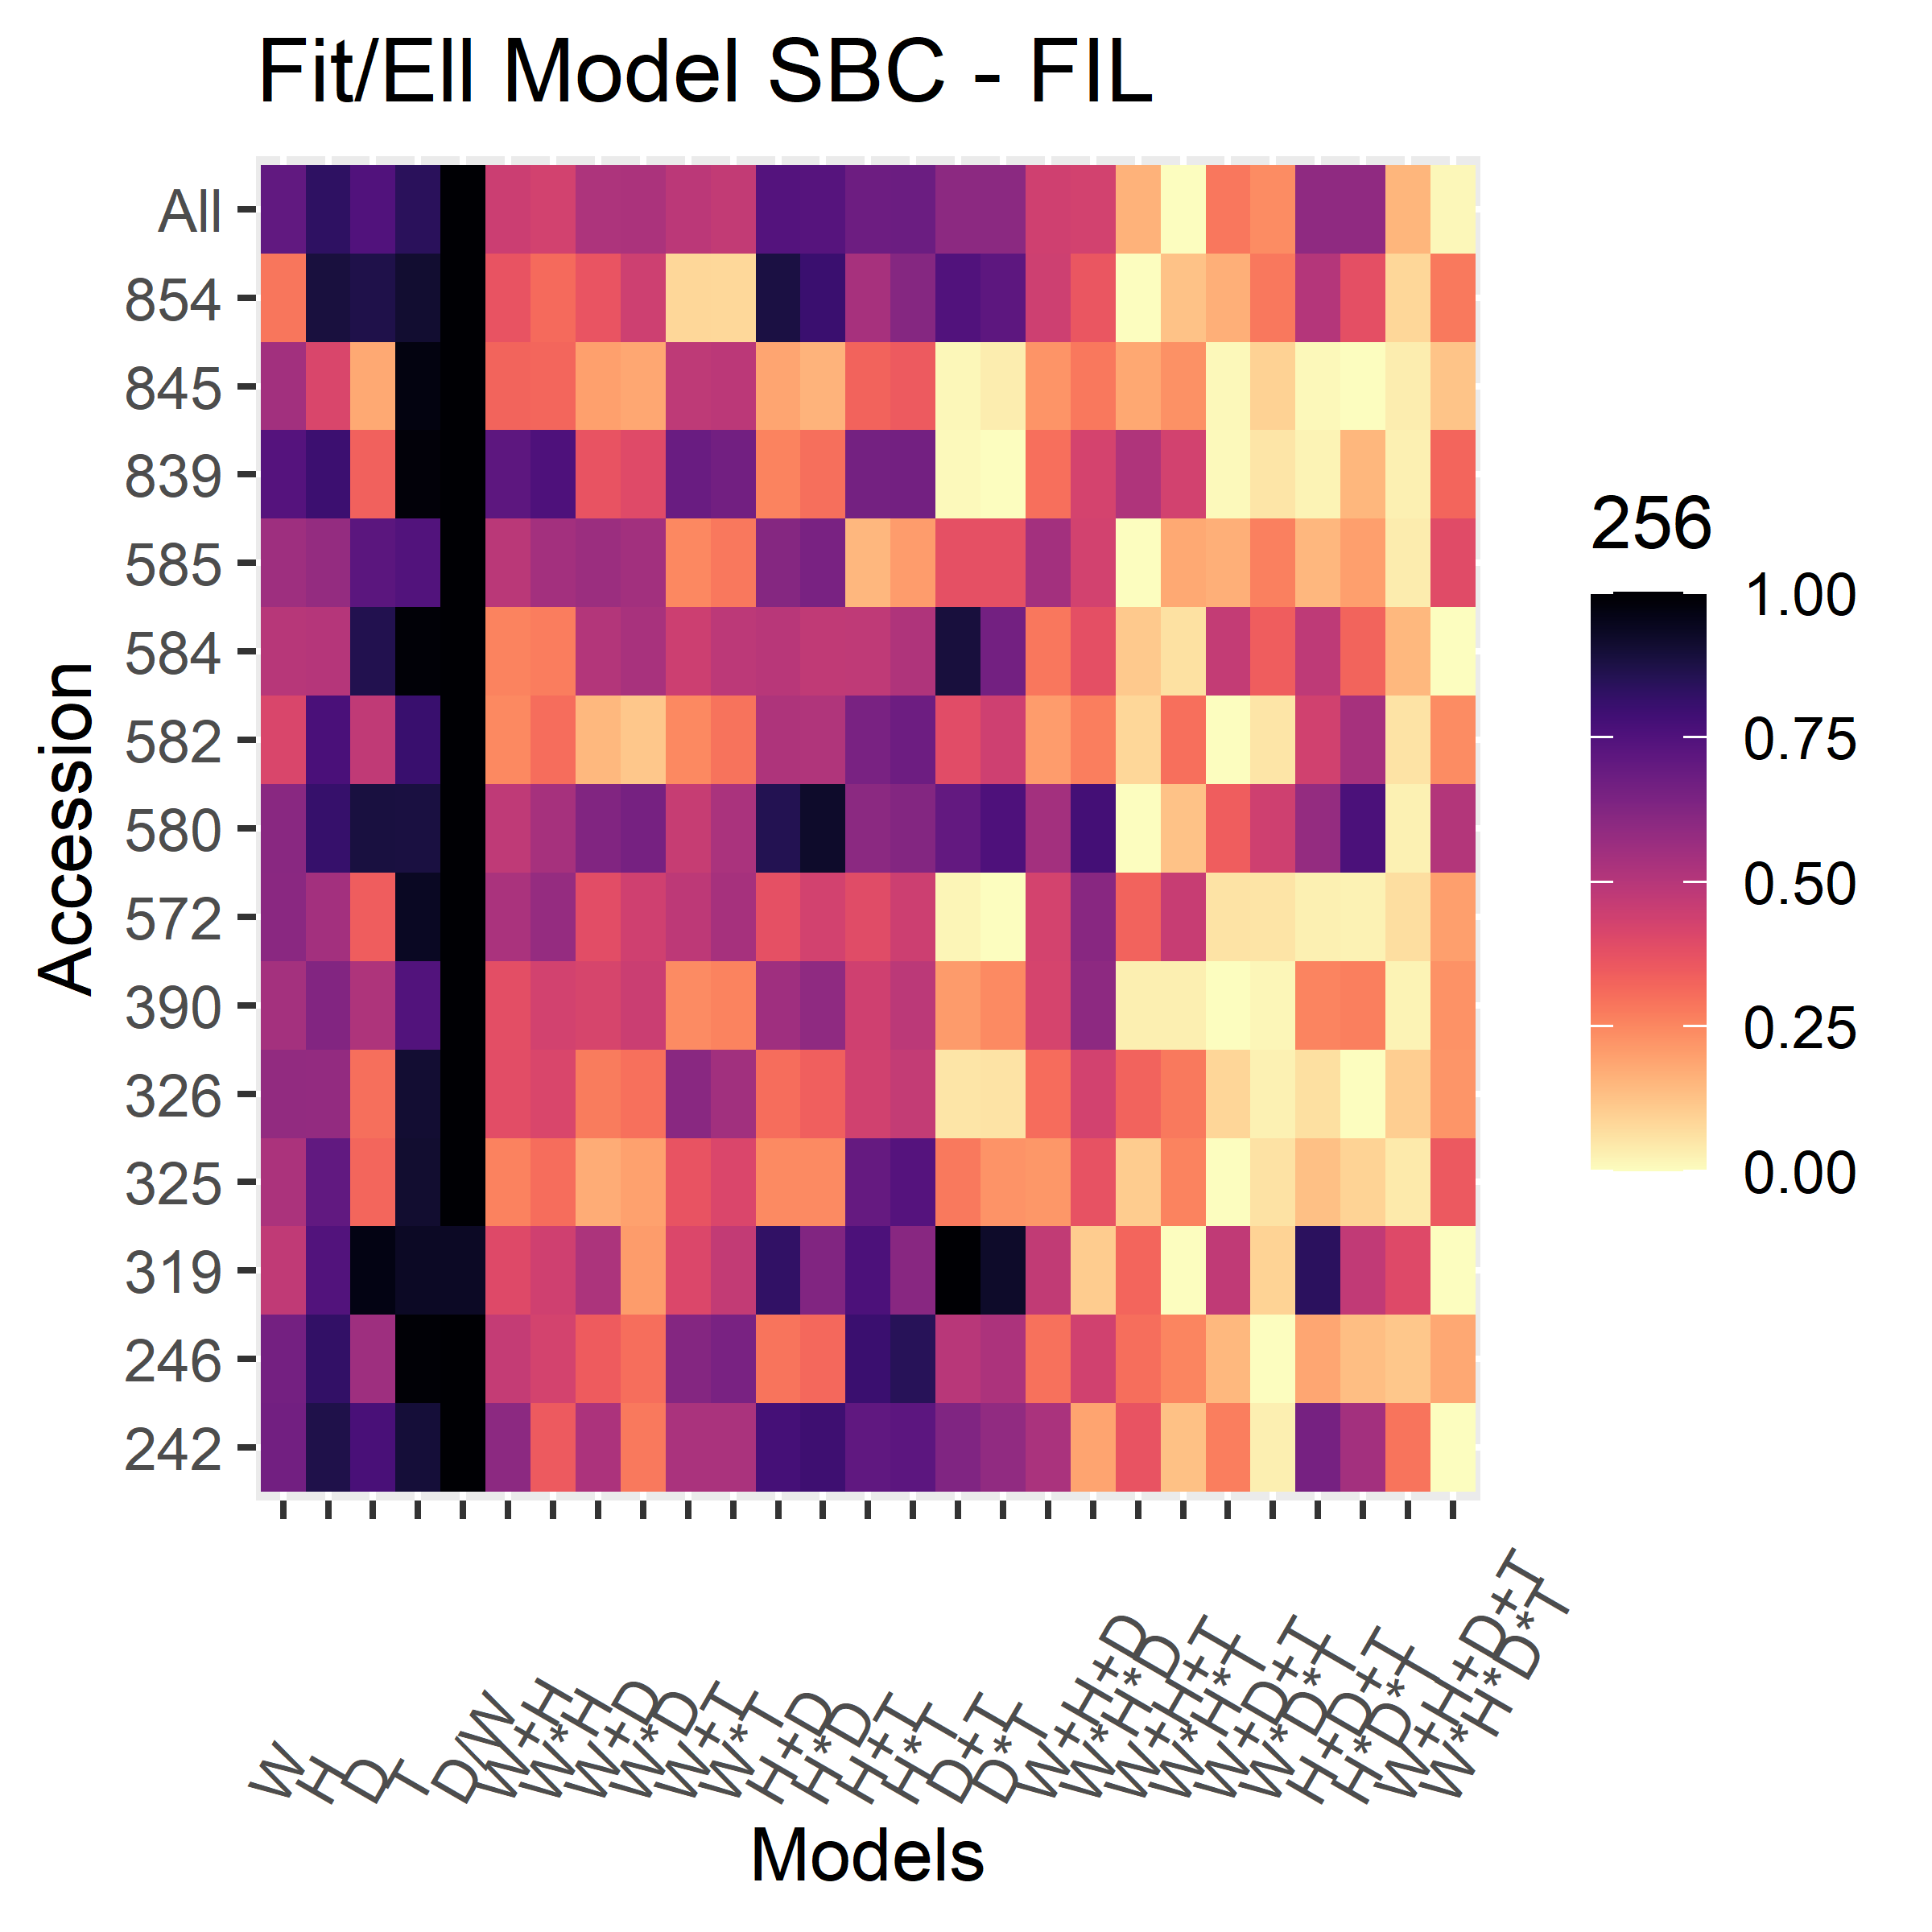 Fit/Ell Model SBC - FIL
Accession
All
854
845
839
585
584
582
580
572
390
326
325
319
246
242
256
1.00
0.75
0.50
0.25
0.00
W
H
D
T
D/W
W+H
W*H
W+D
W*D
W+T
W*T
H+D
H*D
H+T
H*T
D+T
D*T
W+H+D
W*H*D
W+H+T
W*H*T
W+D+T
W*D*T
H+D+T
H*D*T
W+H+D+T
W*H*D*T
Models